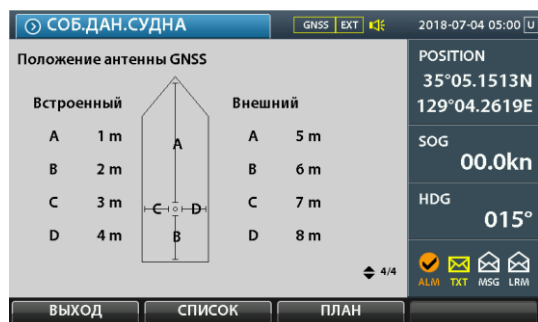 СОБ.ДАН.СУДНА
GNSS EXT
2018-07-04 05:00 U
Положение антенны GNSS
Встроенный
Внешний
A 1 m
B 2 m
C 3 m
D 4 m
A
C D
B
A 5 m
B 6 m
C 7 m
D 8 m
4/4
POSITION
35°05.1513N
129°04.2619E
SOG
00.0kn
HDG
015°
ALM TXT MSG LRM
ВЫХОД СПИСОК ПЛАН